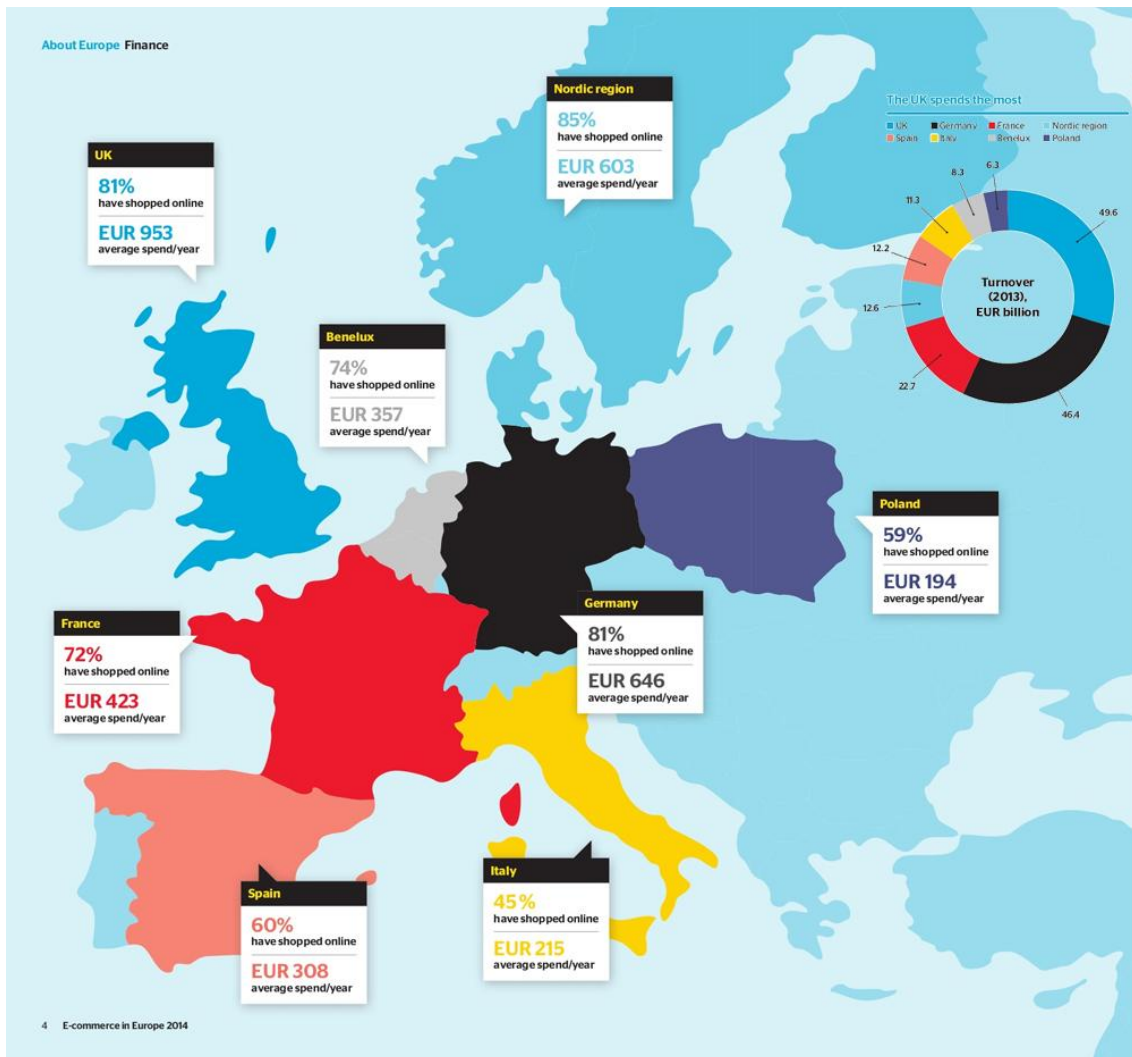 About Europe Finance
Nordic region
85%
have shopped online
EUR 603
average spend/year
The UK spends the most
UK Germany France Nordic region
Spain Italy Benelux Poland
UK
81%
have shopped online
EUR 953
average spend/year
6.3
8.3
11.3
49.6
12.2
12.6
22.7
46.4
Turnover
(2013),
EUR billion
Benelux
74%
have shopped online
EUR 357
average spend/year
Poland
59%
have shopped online
EUR 194
average spend/year
France
72%
have shopped online
EUR 423
average spend/year
Germany
81%
have shopped online
EUR 646
average spend/year
Spain
60%
have shopped online
EUR 308
average spend/year
Italy
45%
have shopped online
EUR 215
average spend/year
4 E-commerce in Europe 2014